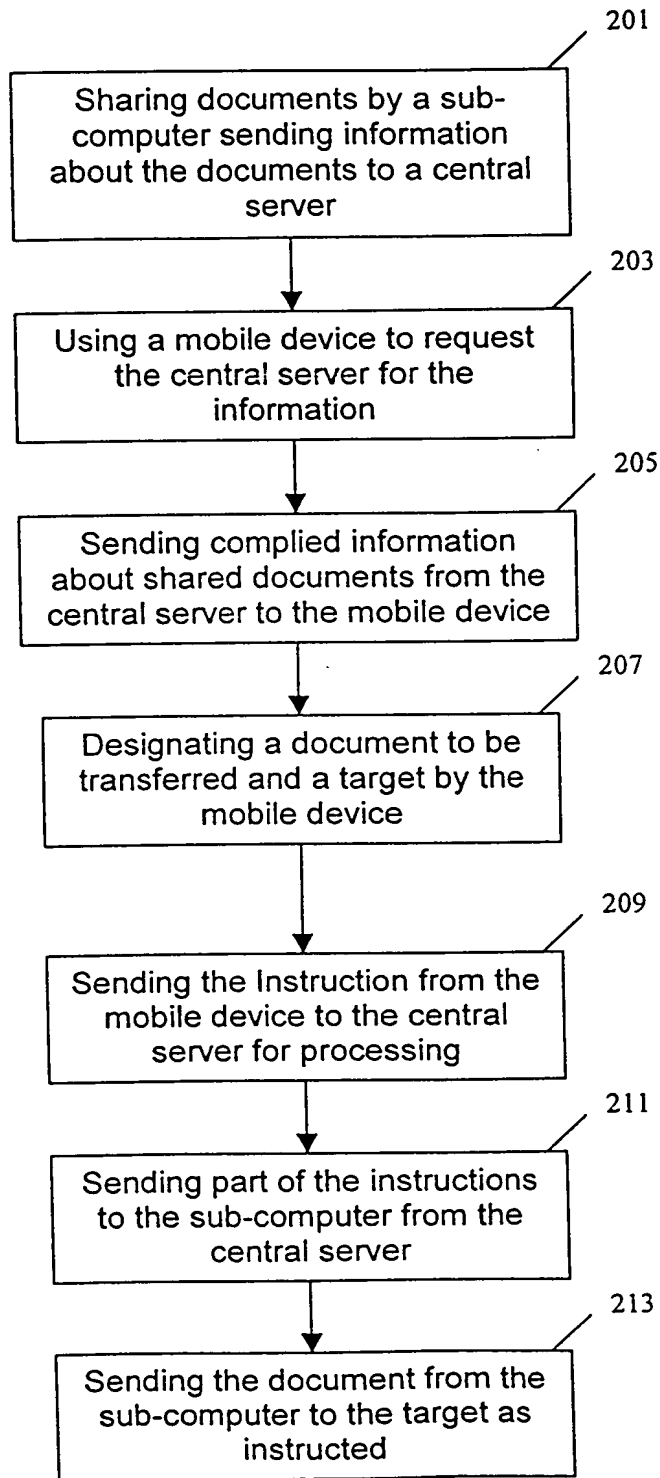 201
Sharing documents by a sub-
computer sending information
about the documents to a central
server
203
Using a mobile device to request
the central server for the
information
205
Sending complied information
about shared documents from the
central server to the mobile device
207
Designating a document to be
transferred and a target by the
mobile device
209
Sending the Instruction from the
mobile device to the central
server for processing
211
Sending part of the instructions
to the sub-computer from the
central server
213
Sending the document from the
sub-computer to the target as
instructed